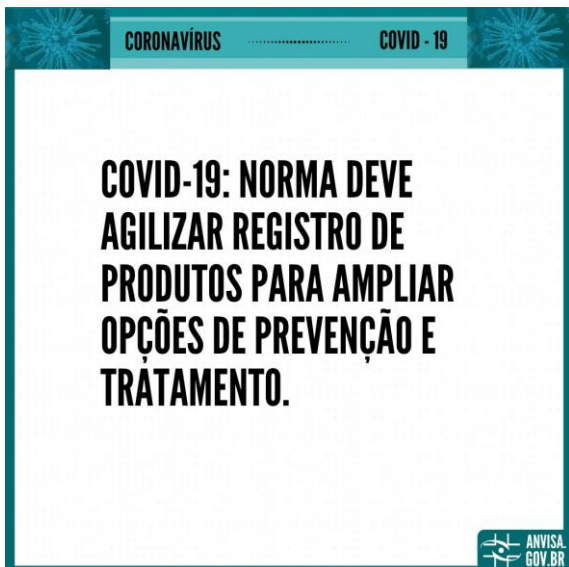 CORONAVÍRUS
COVID - 19
COVID-19: NORMA DEVE
AGILIZAR REGISTRO DE
PRODUTOS PARA AMPLIAR
OPÇÕES DE PREVENÇÃO E
TRATAMENTO.
ANVISA.
GOV.BR